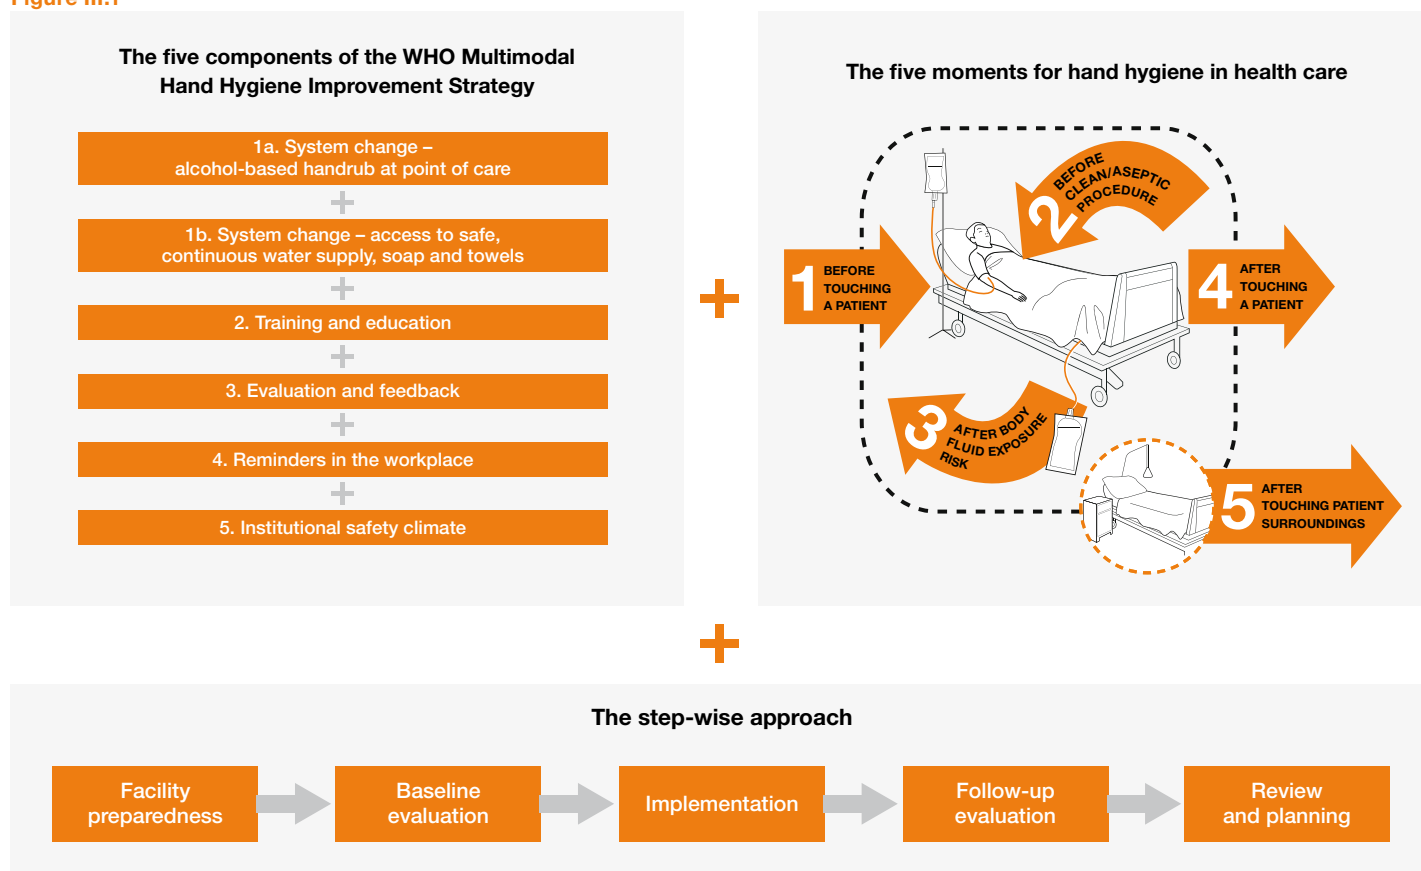 Figure III.1
The five components of the WHO Multimodal
Hand Hygiene Improvement Strategy
1a. System change –
alcohol-based handrub at point of care
1b. System change – access to safe,
continuous water supply, soap and towels
2. Training and education
3. Evaluation and feedback
4. Reminders in the workplace
5. Institutional safety climate
The five moments for hand hygiene in health care
1
BEFORE
TOUCHING
A PATIENT
2
BEFORE
CLEAN/ASEPTIC
PROCEDURE
3
AFTER BODY
FLUID EXPOSURE
RISK
4
AFTER
TOUCHING
A PATIENT
5
AFTER
TOUCHING PATIENT
SURROUNDINGS
The step-wise approach
Facility
preparedness
Baseline
evaluation
Implementation
Follow-up
evaluation
Review
and planning